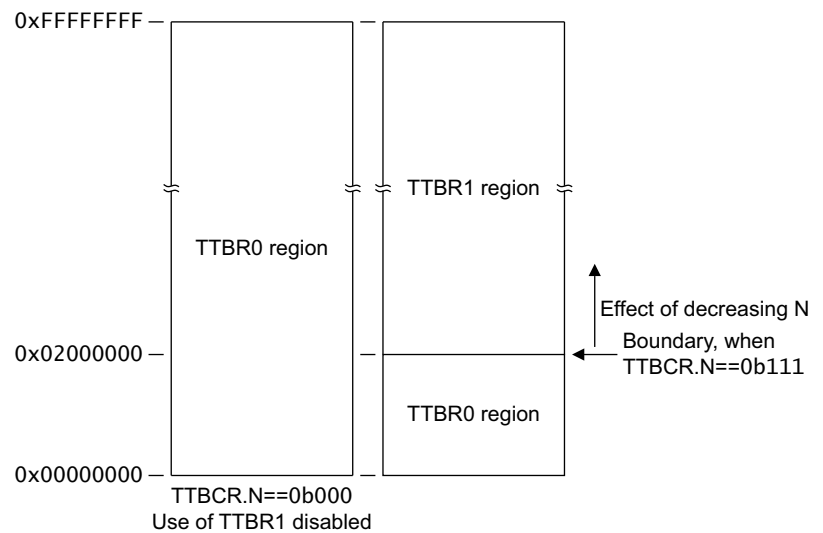 0xFFFFFFFF
TTBR1 region
TTBR0 region
Effect of decreasing N
0x02000000
Boundary, when
TTBCR.N==0b111
TTBR0 region
0x00000000
TTBCR.N==0b000
Use of TTBR1 disabled